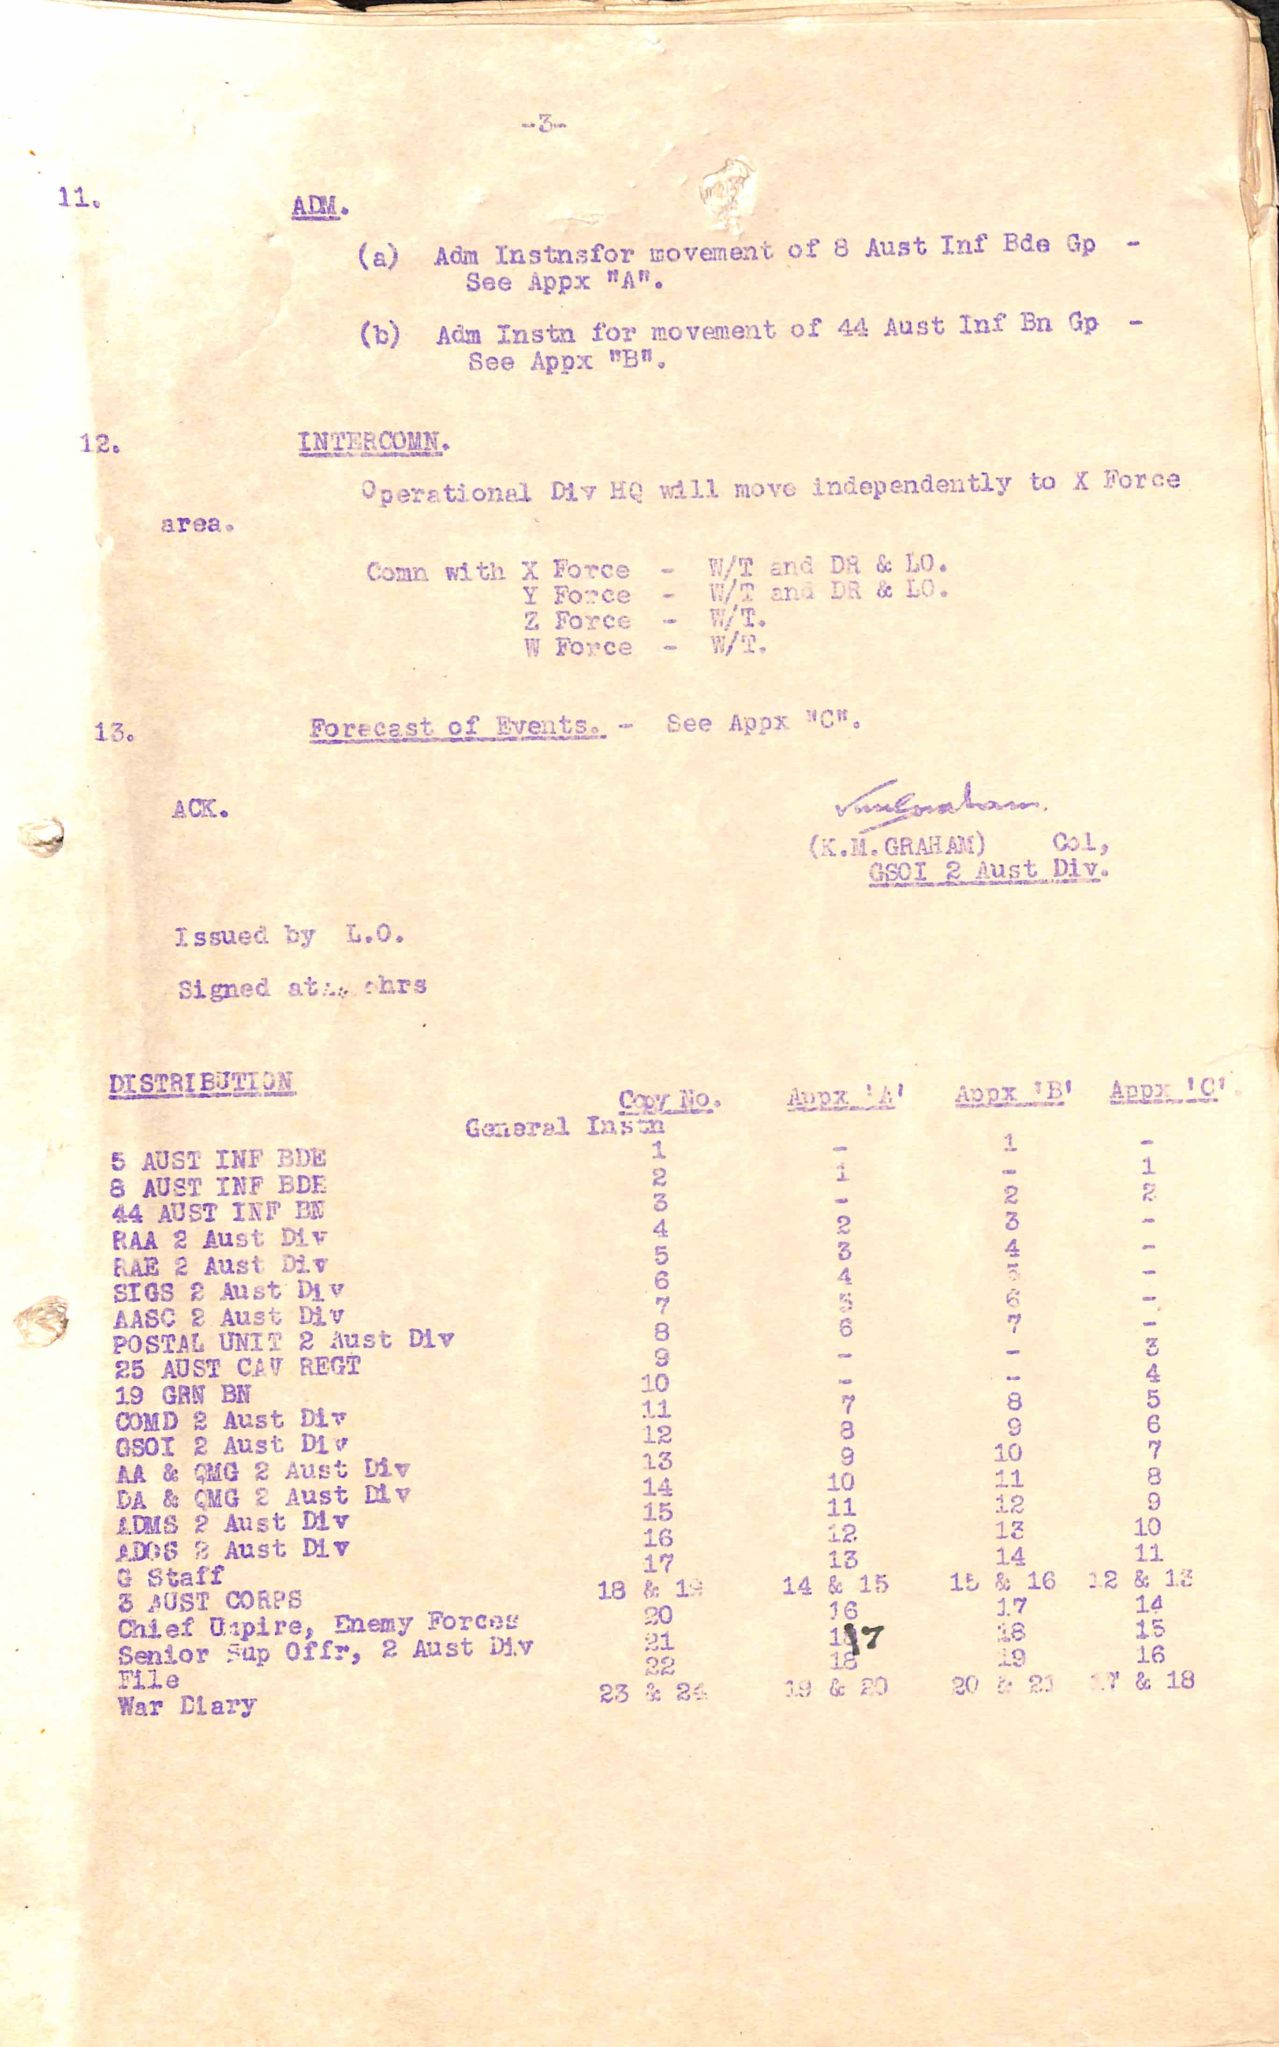 -3-
11. ADM.
(a) Adm Instnsfor movement of 8 Aust Inf Bde Gp -
See Appx "A".
(b) Adm Instn for movement of 44 Aust Inf Bn Gp -
See Appx "B".
12. INTERCOMN.
Operational Div HQ will move independently to X Force
area.
Comn with X Force - W/T and DR & LO.
Y Force - W/T and DR & LO.
Z Force - W/T.
W Force - W/T.
13. Forecast of Events. - See Appx "C".
ACK.
(K.M.GRAHAM) Col,
GSOI 2 Aust Div.
Issued by L.O.
Signed at hrs
DISTRIBUTION Copy No. Appx 'A' Appx 'B' Appx 'C'.
General Instn
5 AUST INF BDE 1 - 1 -
8 AUST INF BDE 2 1 - 1
44 AUST INF BN 3 - 2 2
RAA 2 Aust Div 4 2 3 -
RAE 2 Aust Div 5 3 4 -
SIGS 2 Aust Div 6 4 5 -
AASC 2 Aust Div 7 5 6 -
POSTAL UNIT 2 Aust Div 8 6 7 -
25 AUST CAV REGT 9 - - 3
19 GRN BN 10 - - 4
COMD 2 Aust Div 11 7 8 5
GSOI 2 Aust Div 12 8 9 6
AA & QMG 2 Aust Div 13 9 10 7
DA & QMG 2 Aust Div 14 10 11 8
ADMS 2 Aust Div 15 11 12 9
ADOS 2 Aust Div 16 12 13 10
G Staff 17 13 14 11
3 AUST CORPS 18 & 19 14 & 15 15 & 16 12 & 13
Chief Umpire, Enemy Forces 20 16 17 14
Senior Sup Offr, 2 Aust Div 21 17 18 15
File 22 18 19 16
War Diary 23 & 24 19 & 20 20 & 21 17 & 18